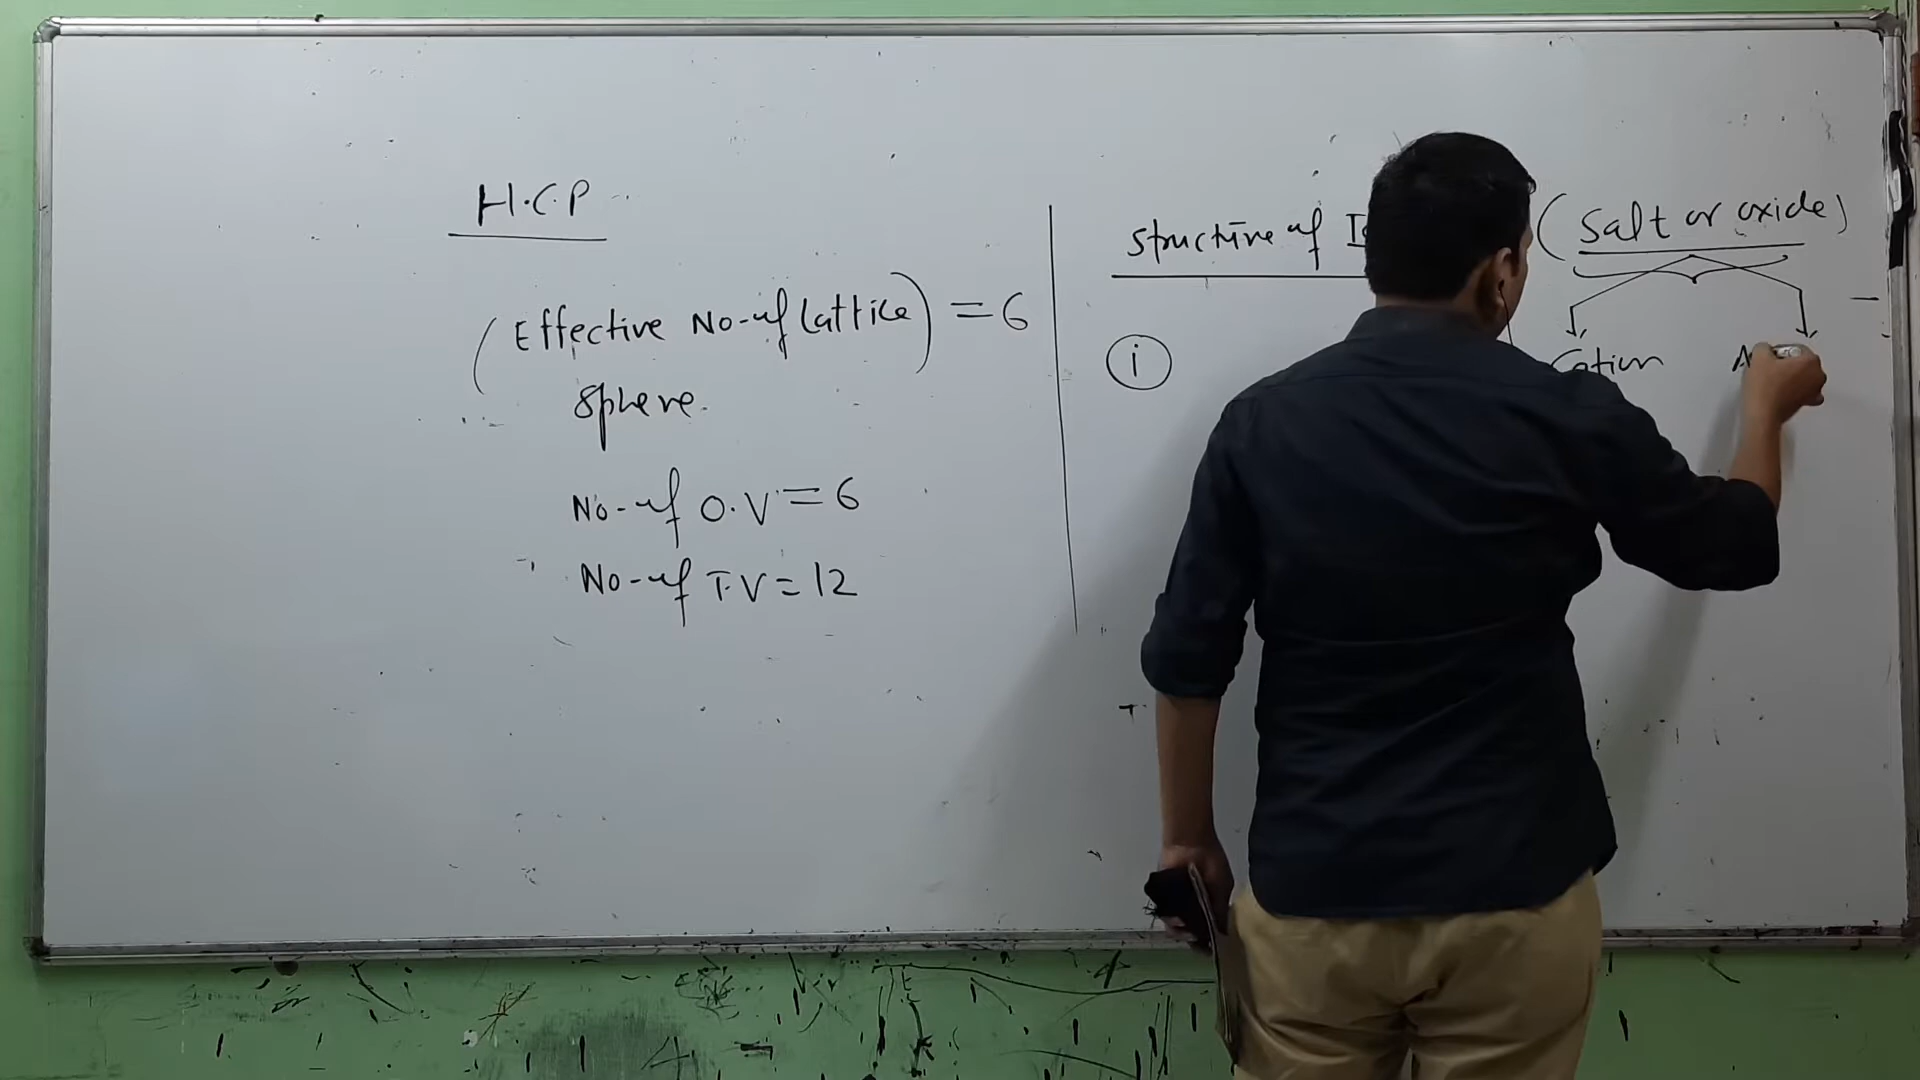 H.C.P
(Effective No-of lattice) = 6
sphere.
No-of O.V = 6
No-of T.V = 12
structure of
(salt or oxide)
i
Cation